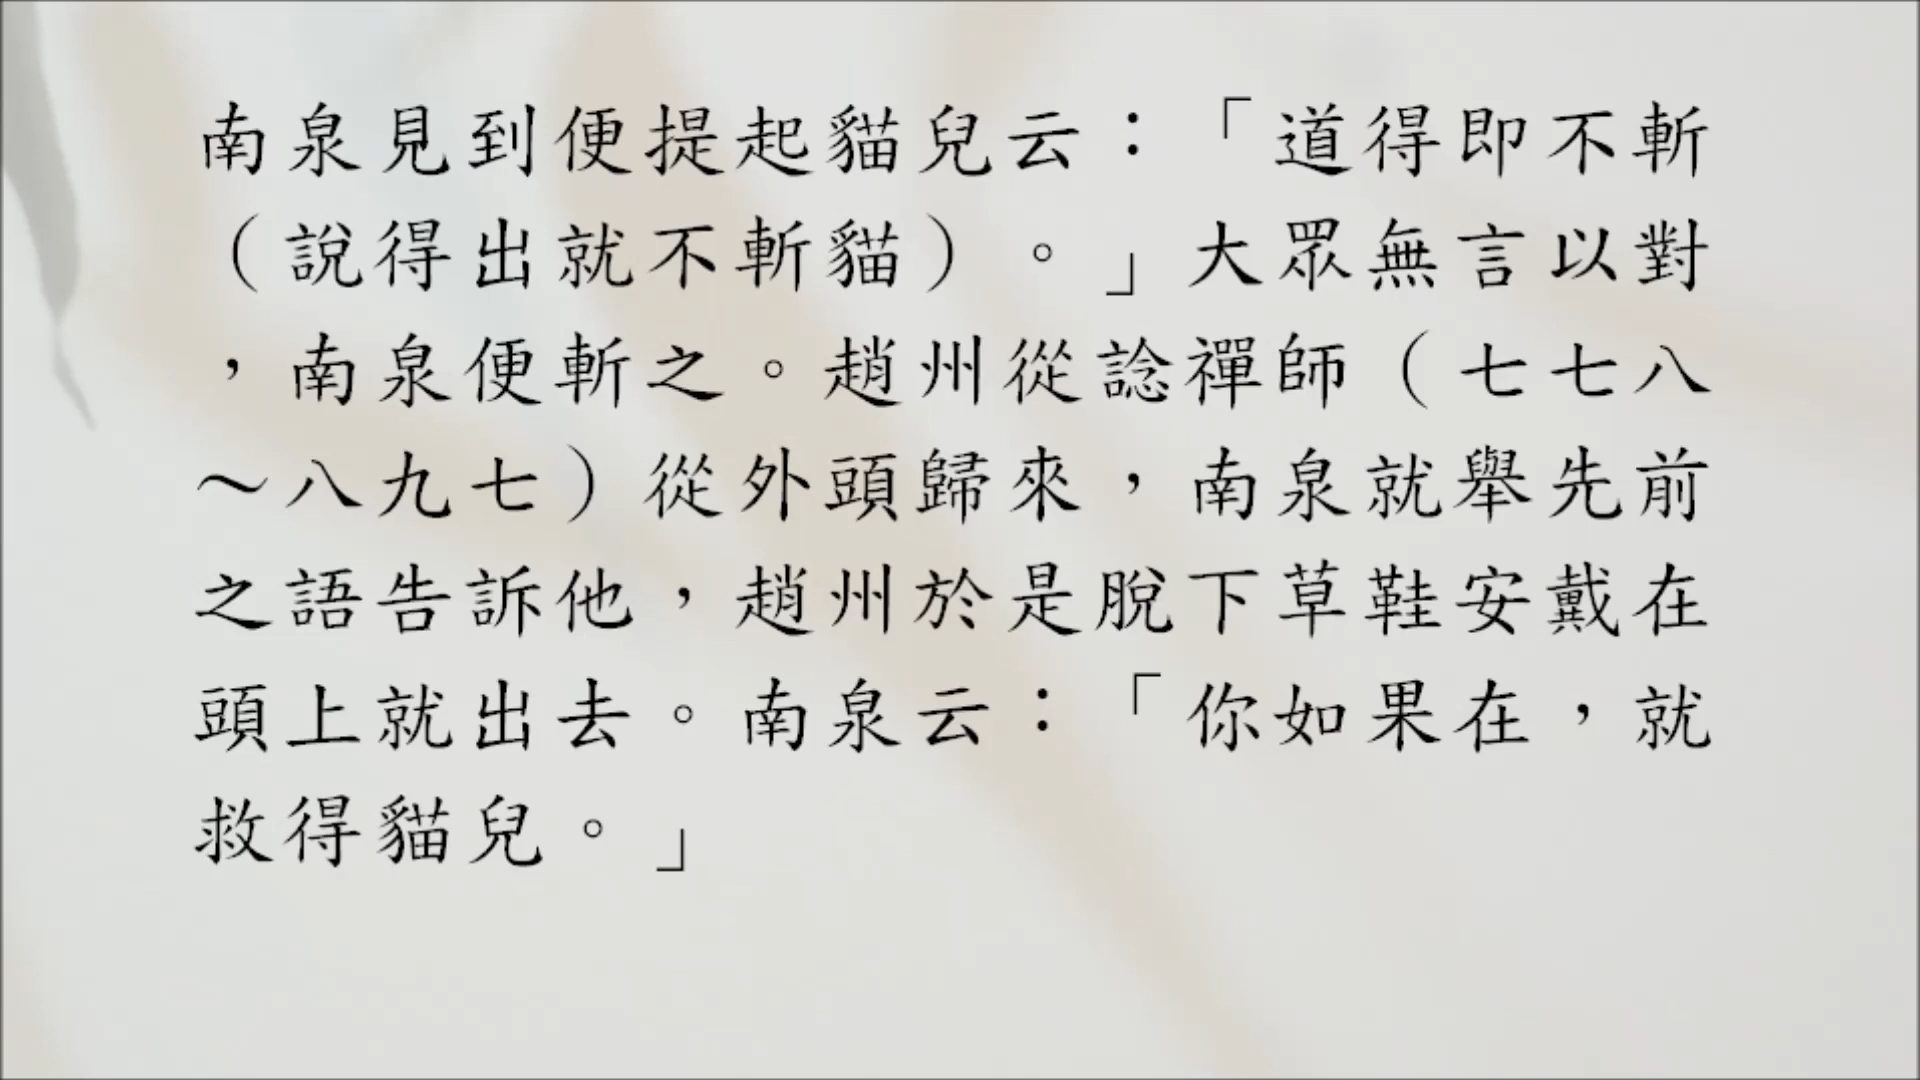 南泉見到便提起貓兒云：「道得即不斬
（說得出就不斬貓）。」大眾無言以對
，南泉便斬之。趙州從諗禪師（七七八
～八九七）從外頭歸來，南泉就舉先前
之語告訴他，趙州於是脫下草鞋安戴在
頭上就出去。南泉云：「你如果在，就
救得貓兒。」